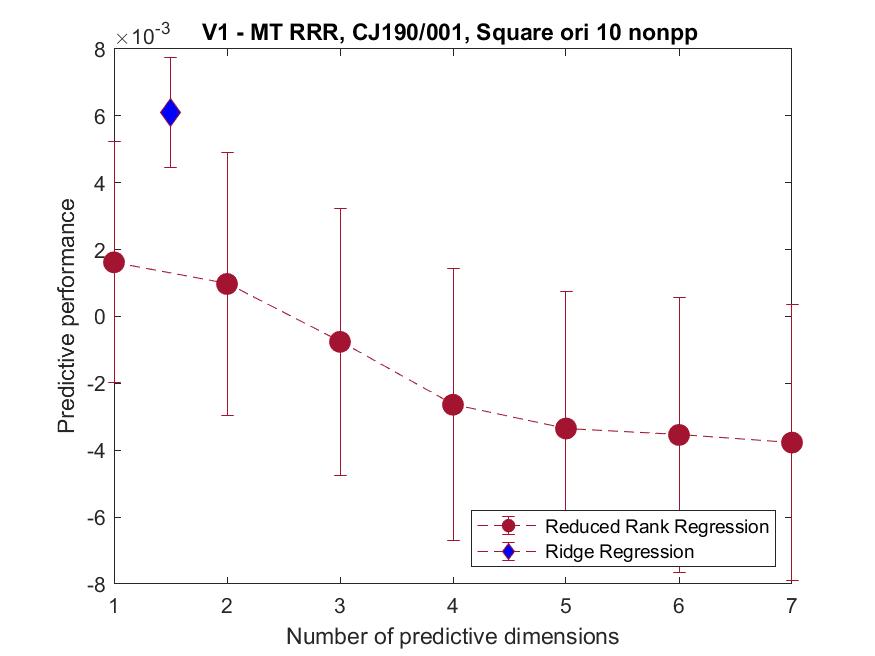 ×10⁻³
V1 - MT RRR, CJ190/001, Square ori 10 nonpp
8
6
4
2
0
-2
-4
-6
-8
Predictive performance
1 2 3 4 5 6 7
Number of predictive dimensions
Reduced Rank Regression
Ridge Regression